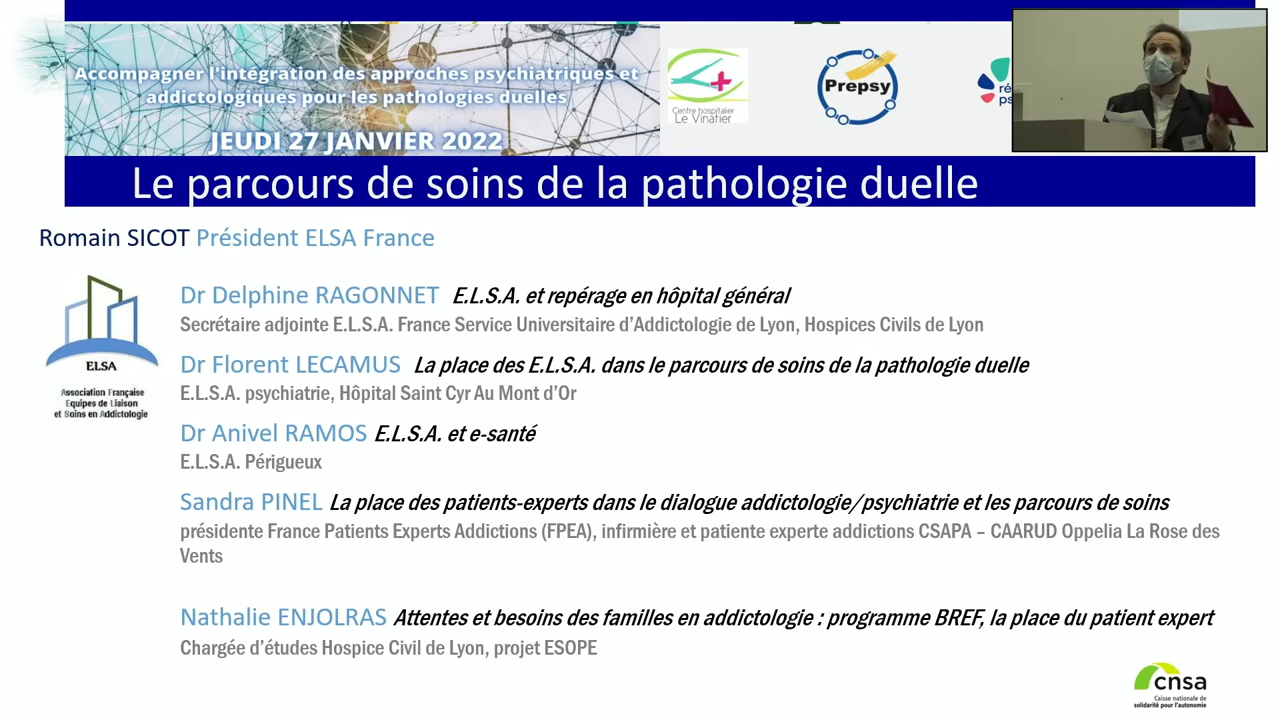 Accompagner l'intégration des approches psychiatriques et
addictologiques pour les pathologies duelles
JEUDI 27 JANVIER 2022
Centre hospitalier
Le Vinatier
Prepsy
ré
ps
Le parcours de soins de la pathologie duelle
Romain SICOT Président ELSA France
ELSA
Association Française
Equipes de Liaison
et Soins en Addictologie
Dr Delphine RAGONNET E.L.S.A. et repérage en hôpital général
Secrétaire adjointe E.L.S.A. France Service Universitaire d'Addictologie de Lyon, Hospices Civils de Lyon
Dr Florent LECAMUS La place des E.L.S.A. dans le parcours de soins de la pathologie duelle
E.L.S.A. psychiatrie, Hôpital Saint Cyr Au Mont d'Or
Dr Anivel RAMOS E.L.S.A. et e-santé
E.L.S.A. Périgueux
Sandra PINEL La place des patients-experts dans le dialogue addictologie/psychiatrie et les parcours de soins
présidente France Patients Experts Addictions (FPEA), infirmière et patiente experte addictions CSAPA – CAARUD Oppelia La Rose des
Vents
Nathalie ENJOLRAS Attentes et besoins des familles en addictologie : programme BREF, la place du patient expert
Chargée d'études Hospice Civil de Lyon, projet ESOPE
cnsa
Caisse nationale de
solidarité pour l'autonomie